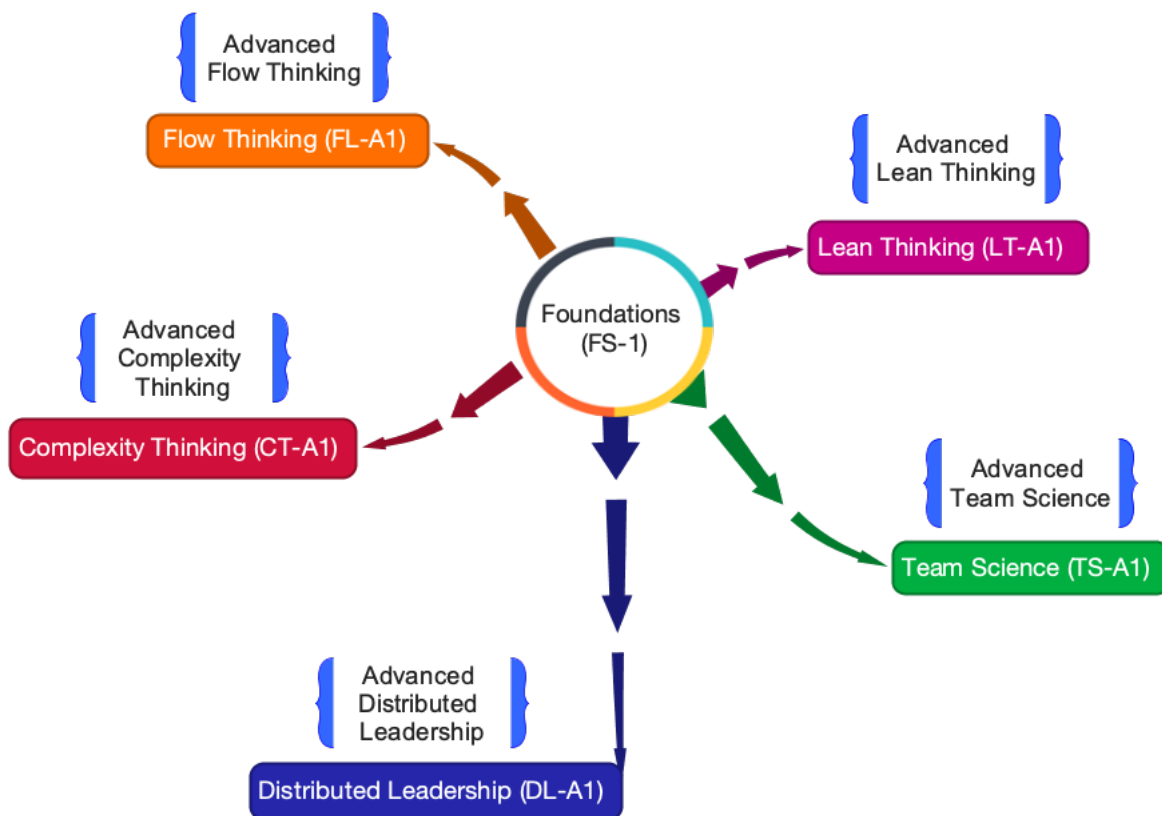 Advanced
Flow Thinking
Flow Thinking (FL-A1)
Advanced
Lean Thinking
Lean Thinking (LT-A1)
Foundations
(FS-1)
Advanced
Complexity
Thinking
Complexity Thinking (CT-A1)
Advanced
Team Science
Team Science (TS-A1)
Advanced
Distributed
Leadership
Distributed Leadership (DL-A1)